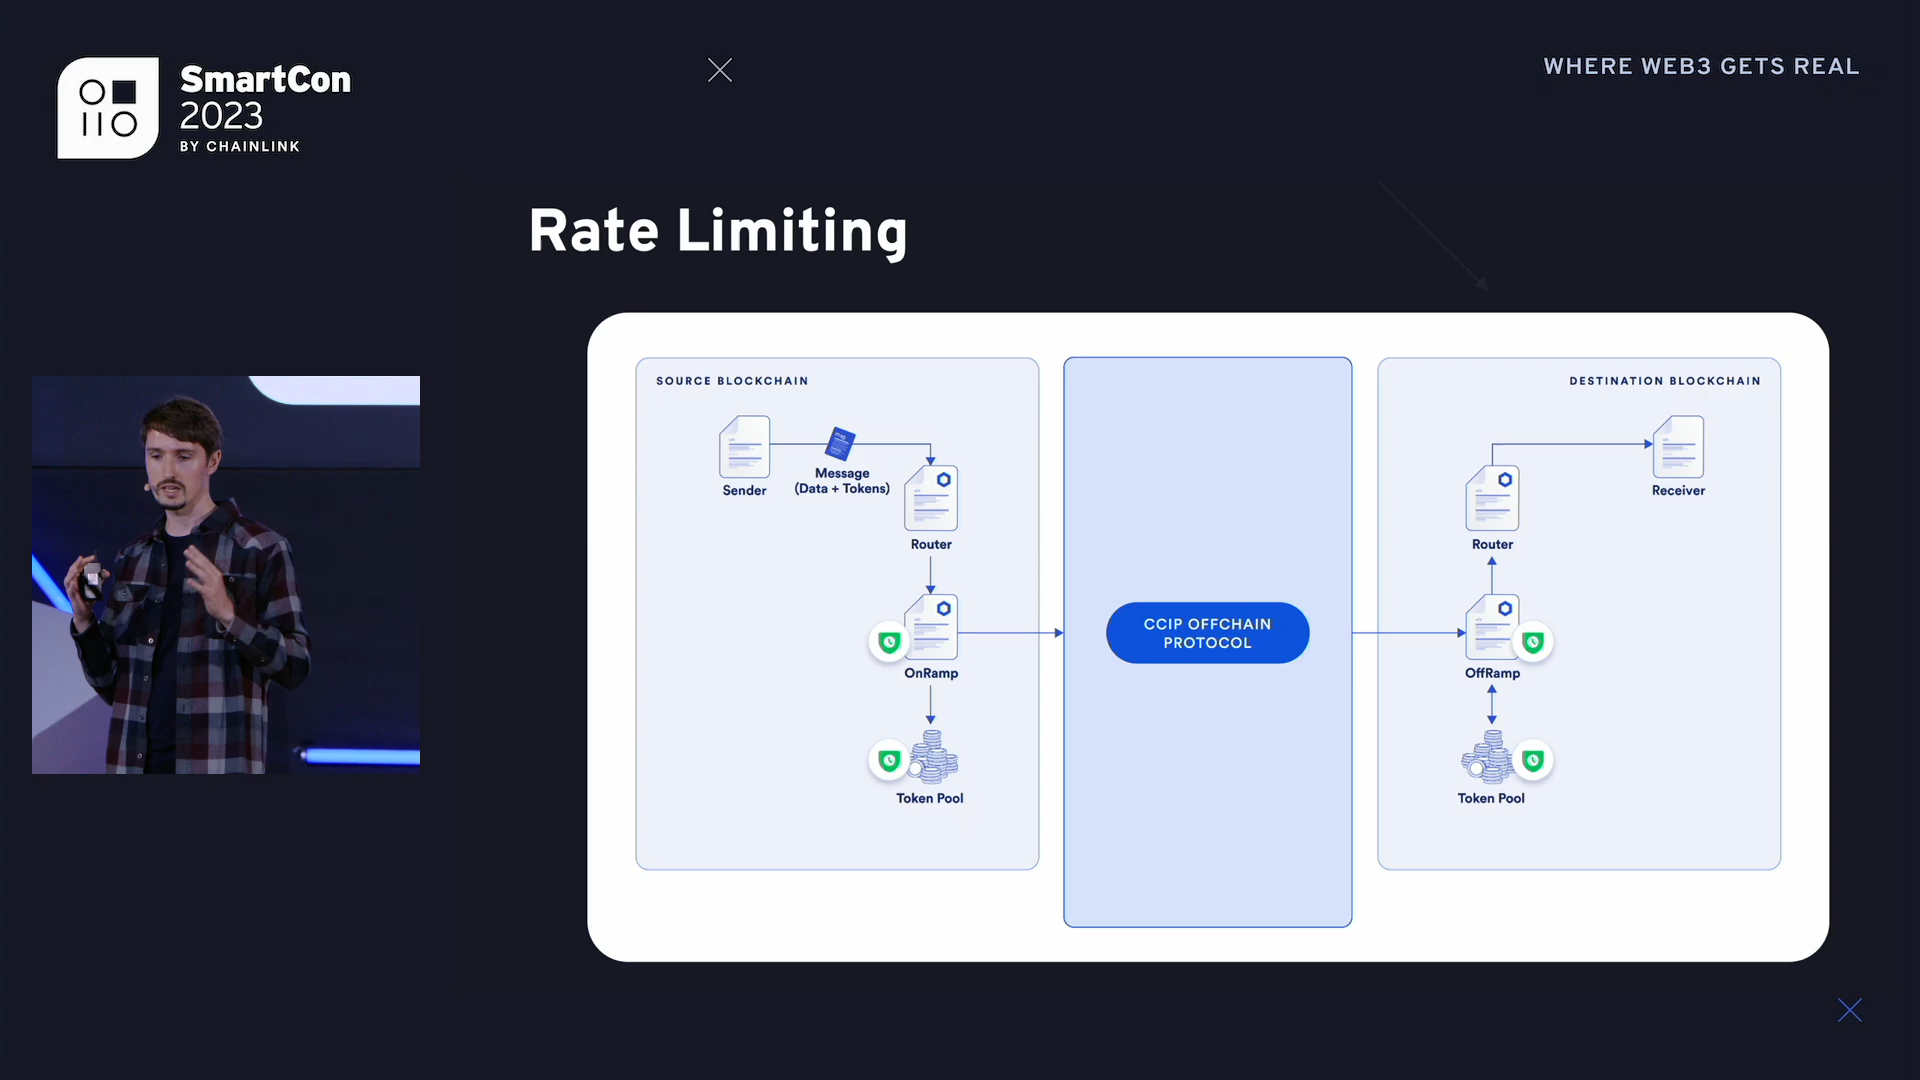 SmartCon
2023
BY CHAINLINK
WHERE WEB3 GETS REAL
Rate Limiting
SOURCE BLOCKCHAIN
Sender
Message
(Data + Tokens)
Router
OnRamp
Token Pool
CCIP OFFCHAIN
PROTOCOL
DESTINATION BLOCKCHAIN
Receiver
Router
OffRamp
Token Pool